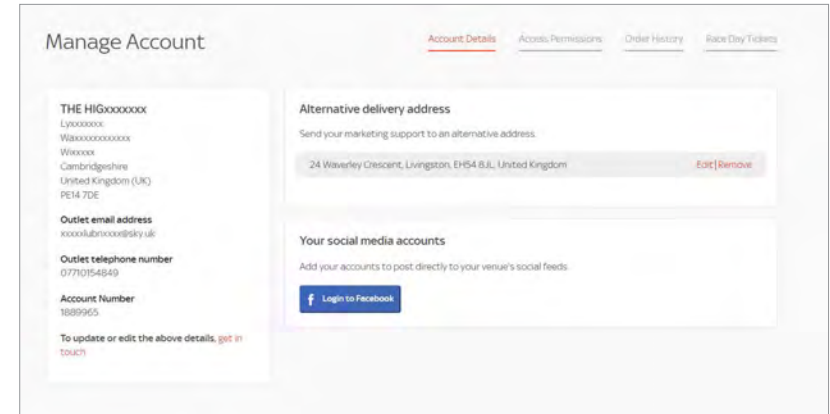 Manage Account
Account Details
Access Permissions
Order History
Race Day Tickets
THE HIGxxxxxxx
Lyxxxxxxx
Waxxxxxxxxxxxx
Wixxxxx
Cambridgeshire
United Kingdom (UK)
PE14 7DE
Outlet email address
xxxxxlubnxxxx@sky.uk
Outlet telephone number
07710154849
Account Number
1889965
To update or edit the above details, get in
touch
Alternative delivery address
Send your marketing support to an alternative address.
24 Waverley Crescent, Livingston, EH54 8JL, United Kingdom
Edit | Remove
Your social media accounts
Add your accounts to post directly to your venue's social feeds.
f Login to Facebook